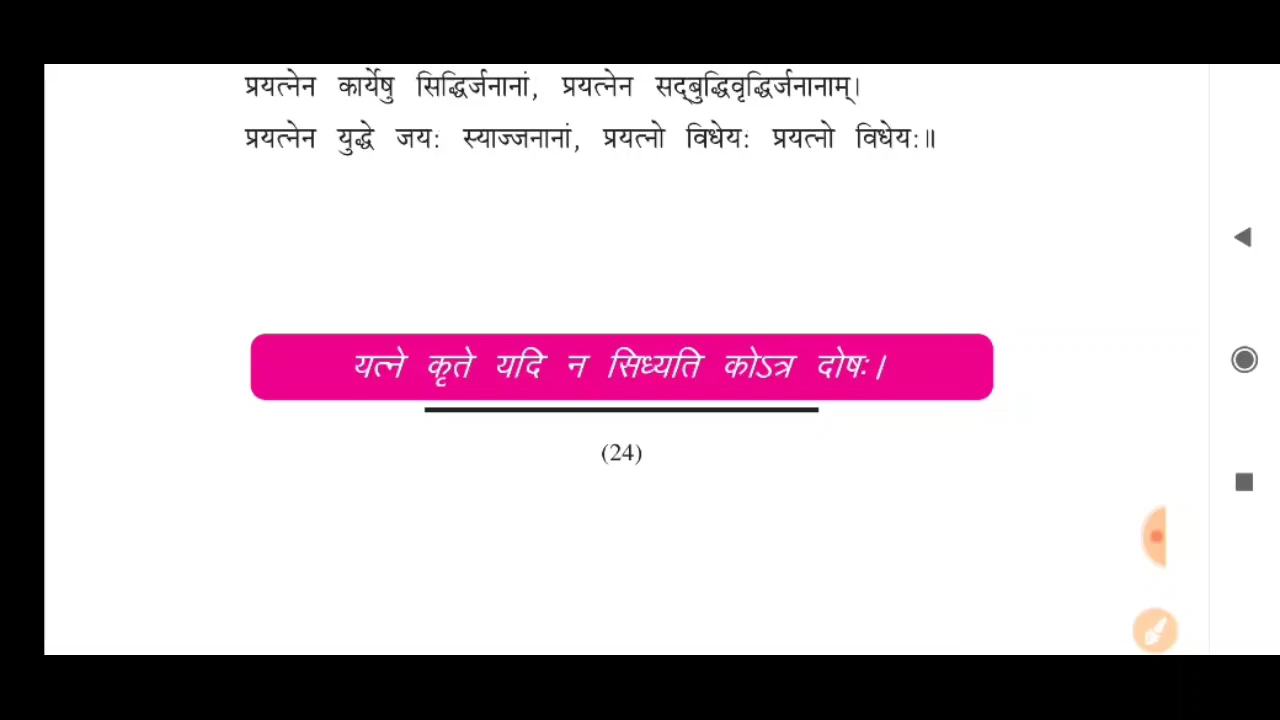 प्रयत्नेन कार्येषु सिद्धिर्जनानां, प्रयत्नेन सद्बुद्धिवृद्धिर्जनानाम्।
प्रयत्नेन युद्धे जयः स्याज्जनानां, प्रयत्नो विधेयः प्रयत्नो विधेयः॥
यत्ने कृते यदि न सिध्यति कोऽत्र दोषः।
(24)